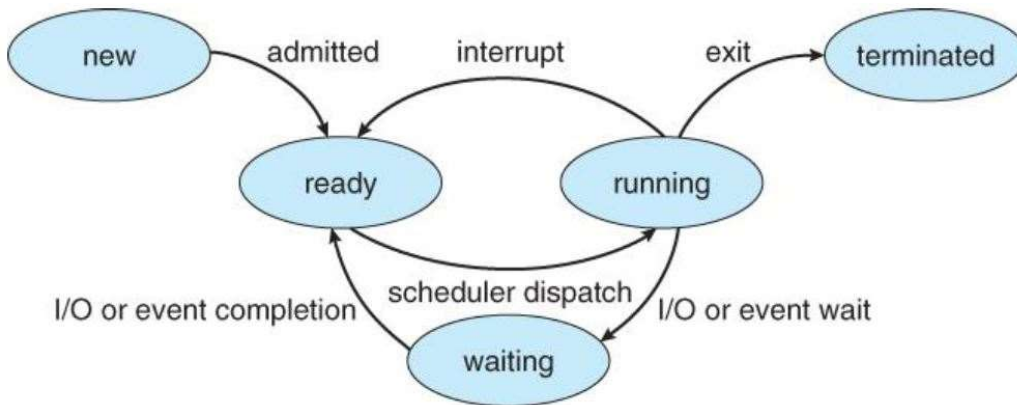 new
admitted
interrupt
exit
terminated
ready
running
I/O or event completion
scheduler dispatch
I/O or event wait
waiting